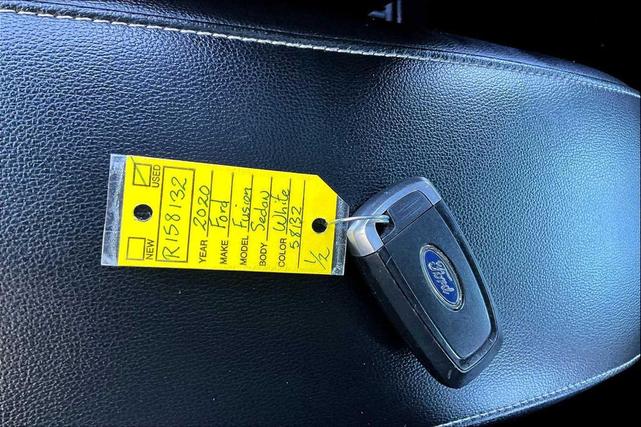 NEW USED
R158132
YEAR 2020
MAKE Ford
MODEL Fusion
BODY Sedan
COLOR White
58132
1/2
Ford